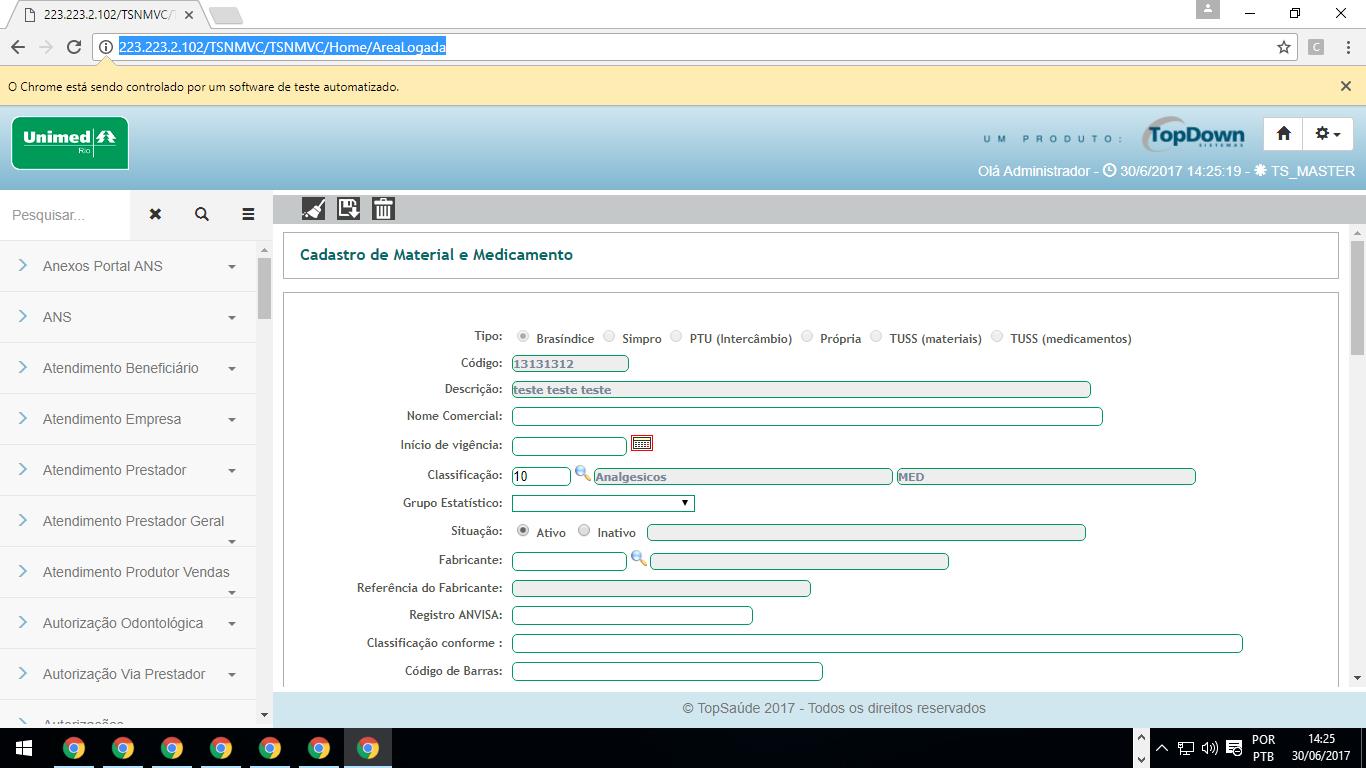 223.223.2.102/TSNMVC/T
223.223.2.102/TSNMVC/TSNMVC/Home/AreaLogada
C
O Chrome está sendo controlado por um software de teste automatizado.
Unimed
Rio
UM PRODUTO:
TopDown
SISTEMAS
Olá Administrador - 30/6/2017 14:25:19 - TS_MASTER
Pesquisar...
Anexos Portal ANS
ANS
Atendimento Beneficiário
Atendimento Empresa
Atendimento Prestador
Atendimento Prestador Geral
Atendimento Produtor Vendas
Autorização Odontológica
Autorização Via Prestador
Autorizações
Cadastro de Material e Medicamento
Tipo: Brasíndice Simpro PTU (Intercâmbio) Própria TUSS (materiais) TUSS (medicamentos)
Código: 13131312
Descrição: teste teste teste
Nome Comercial:
Início de vigência:
Classificação: 10 Analgesicos MED
Grupo Estatístico:
Situação: Ativo Inativo
Fabricante:
Referência do Fabricante:
Registro ANVISA:
Classificação conforme :
Código de Barras:
© TopSaúde 2017 - Todos os direitos reservados
POR
PTB
14:25
30/06/2017